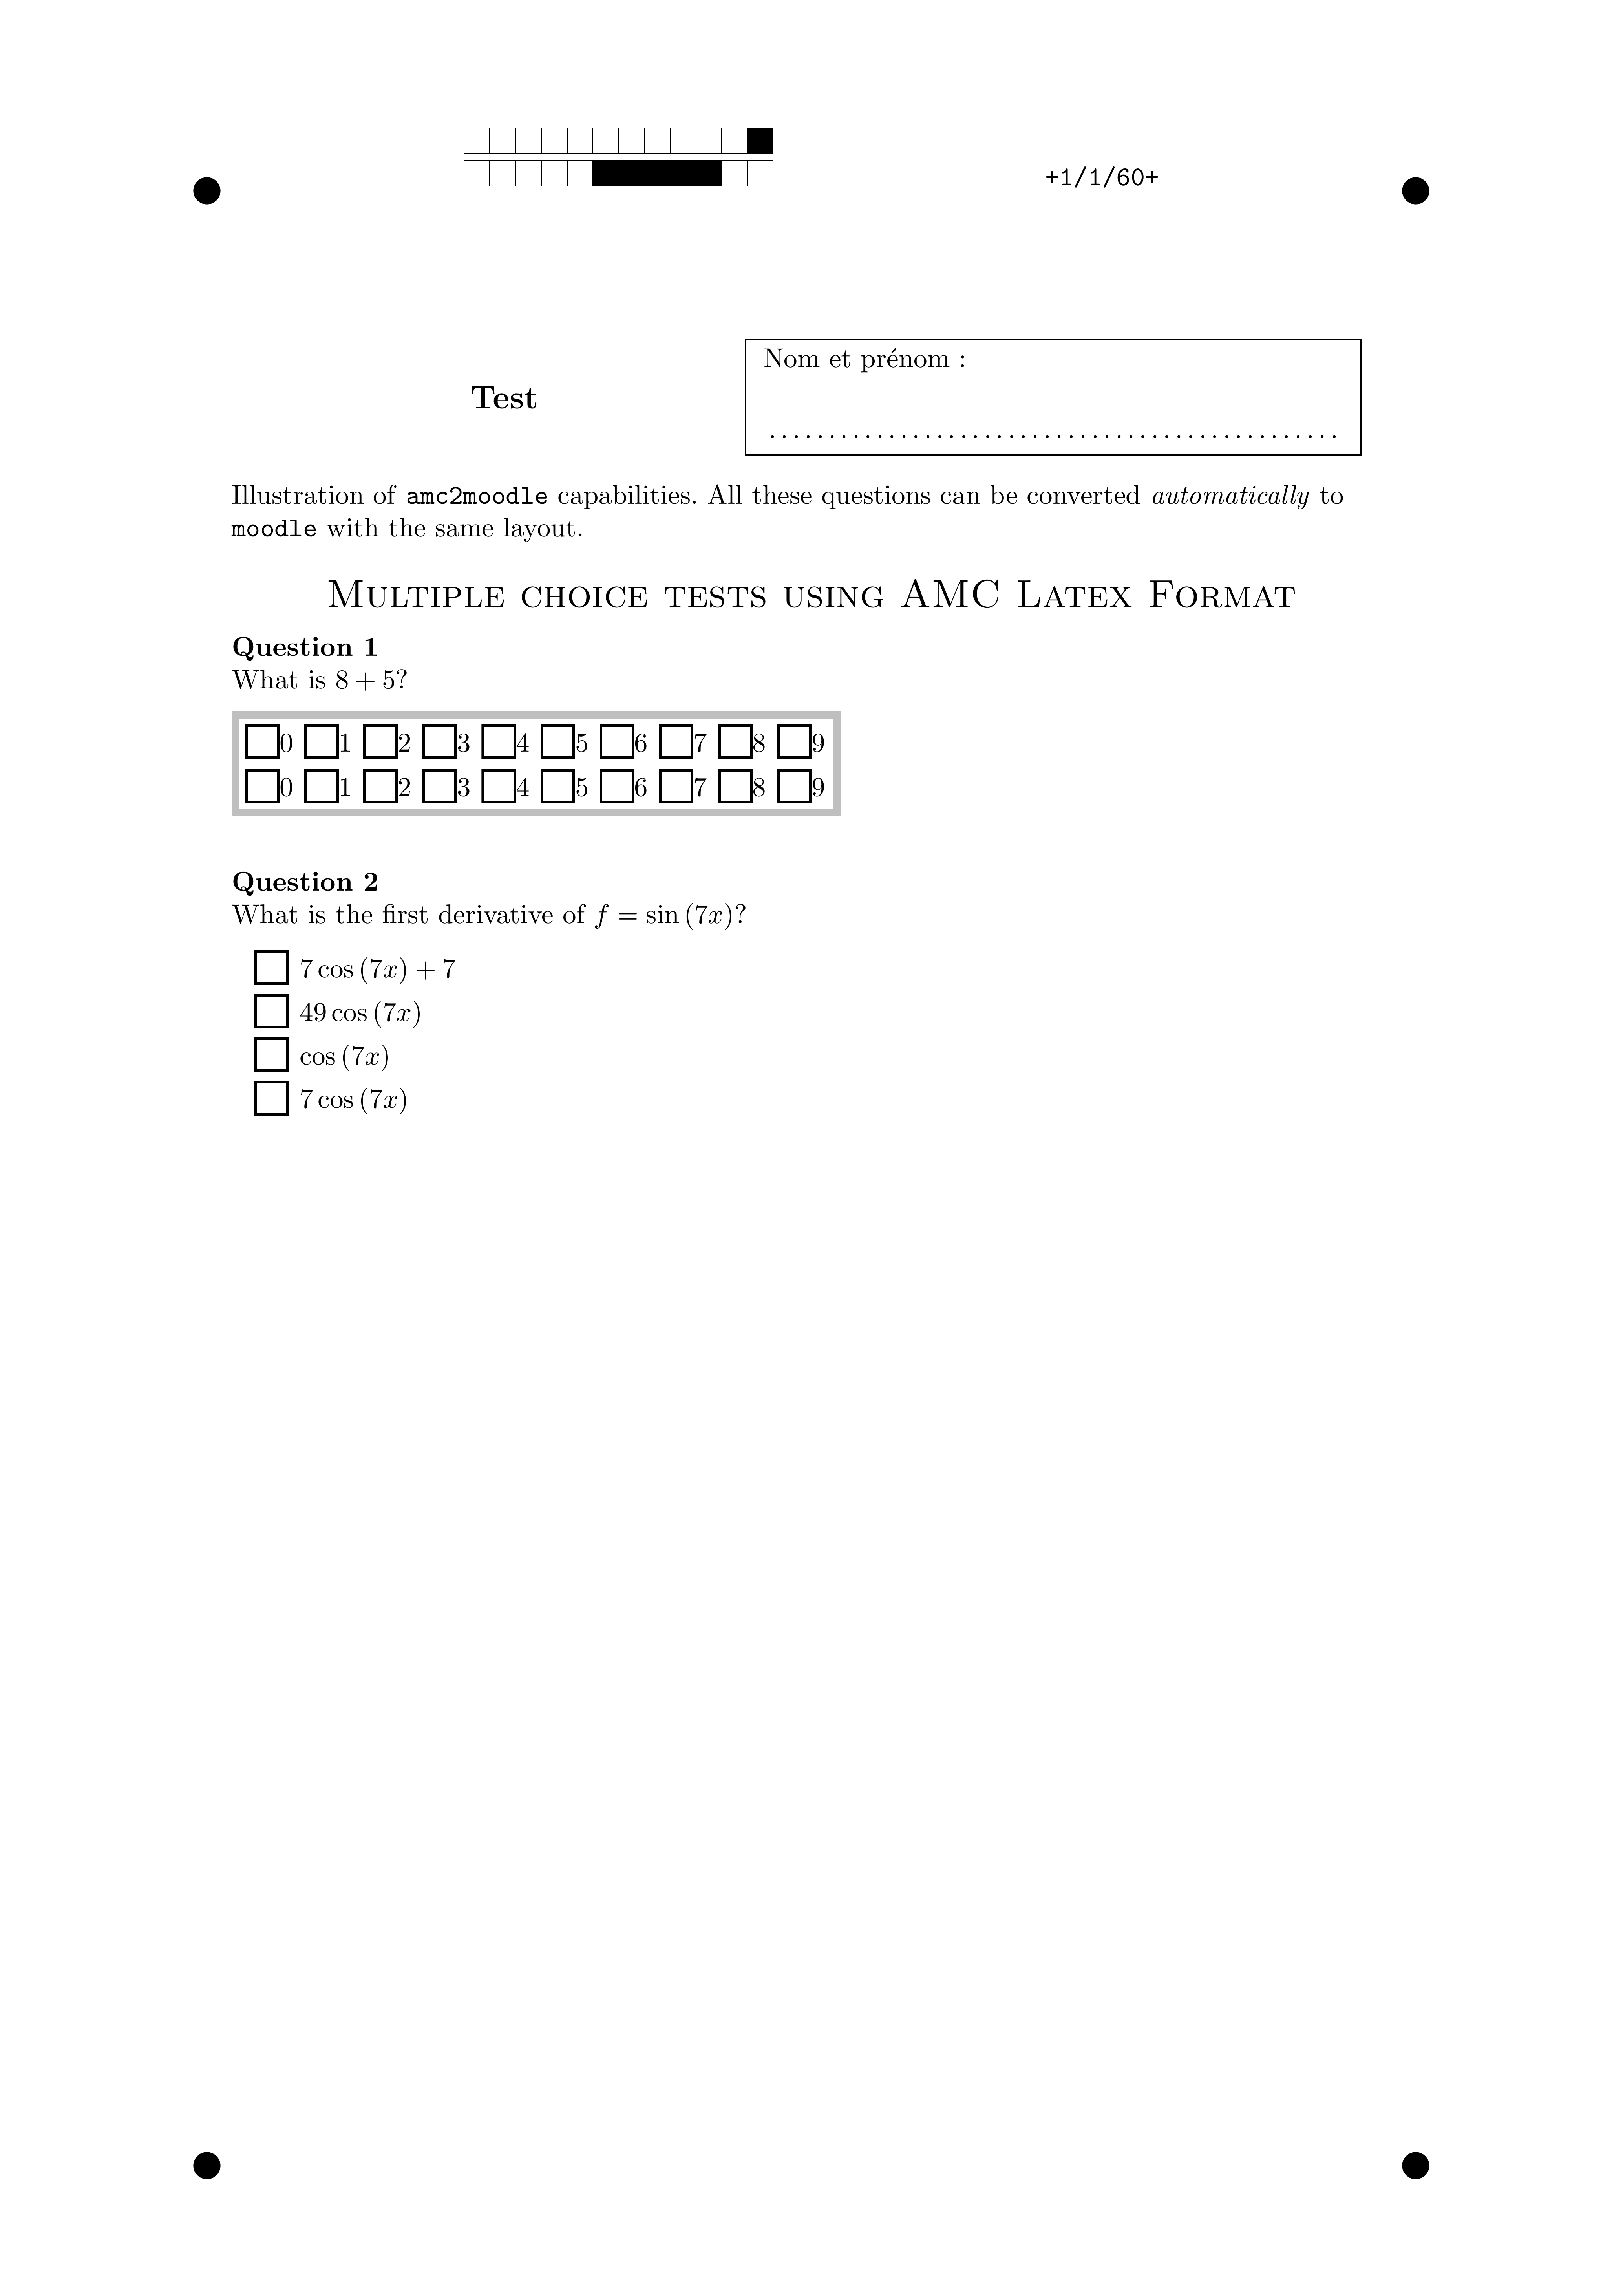 +1/1/60+
Test
Nom et prénom :
..................................................
Illustration of amc2moodle capabilities. All these questions can be converted automatically to
moodle with the same layout.
Multiple choice tests using AMC Latex Format
Question 1
What is 8 + 5?
0 1 2 3 4 5 6 7 8 9
0 1 2 3 4 5 6 7 8 9
Question 2
What is the first derivative of f = sin (7x)?
7 cos (7x) + 7
49 cos (7x)
cos (7x)
7 cos (7x)